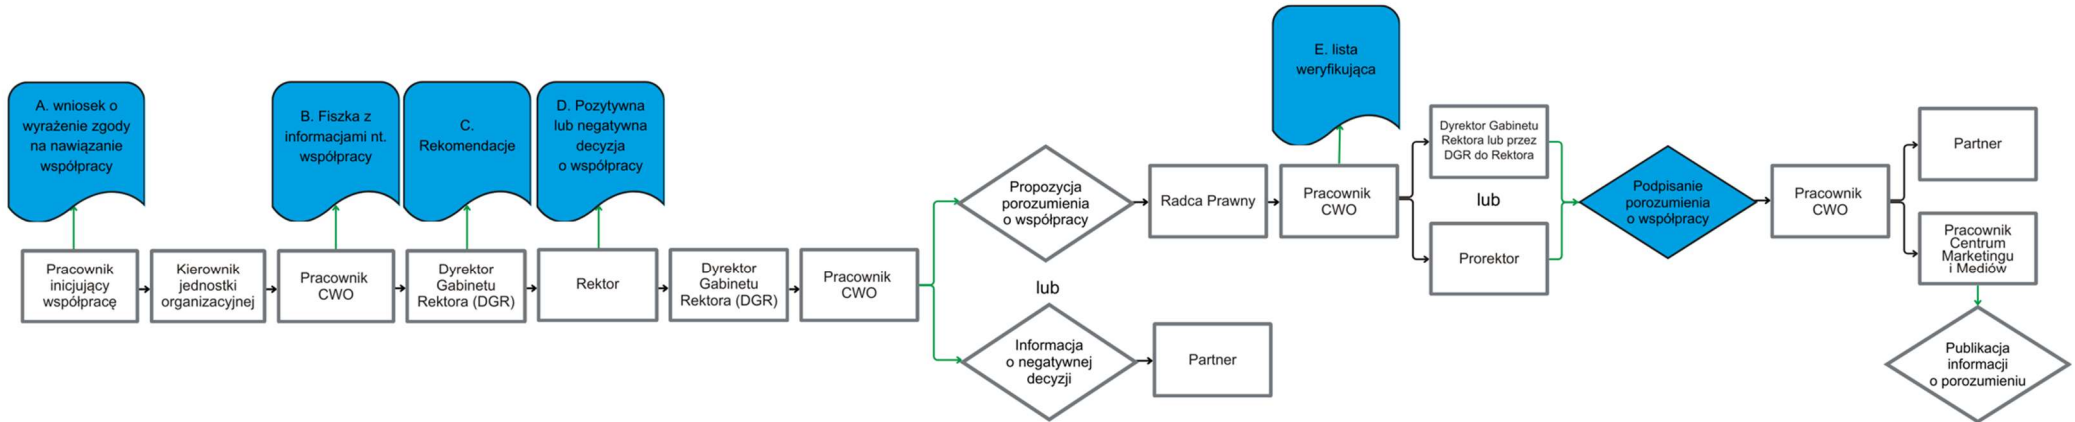 A. wniosek o
wyrażenie zgody
na nawiązanie
współpracy
B. Fiszka z
informacjami nt.
współpracy
C.
Rekomendacje
D. Pozytywna
lub negatywna
decyzja
o współpracy
Pracownik
inicjujący
współpracę
Kierownik
jednostki
organizacyjnej
Pracownik
CWO
Dyrektor
Gabinetu
Rektora (DGR)
Rektor
Dyrektor
Gabinetu
Rektora (DGR)
Pracownik
CWO
Propozycja
porozumienia
o współpracy
lub
Informacja
o negatywnej
decyzji
Radca Prawny
Partner
E. lista
weryfikująca
Pracownik
CWO
Dyrektor Gabinetu
Rektora lub przez
DGR do Rektora
lub
Prorektor
Podpisanie
porozumienia
o współpracy
Pracownik
CWO
Partner
Pracownik
Centrum
Marketingu
i Mediów
Publikacja
informacji
o porozumieniu